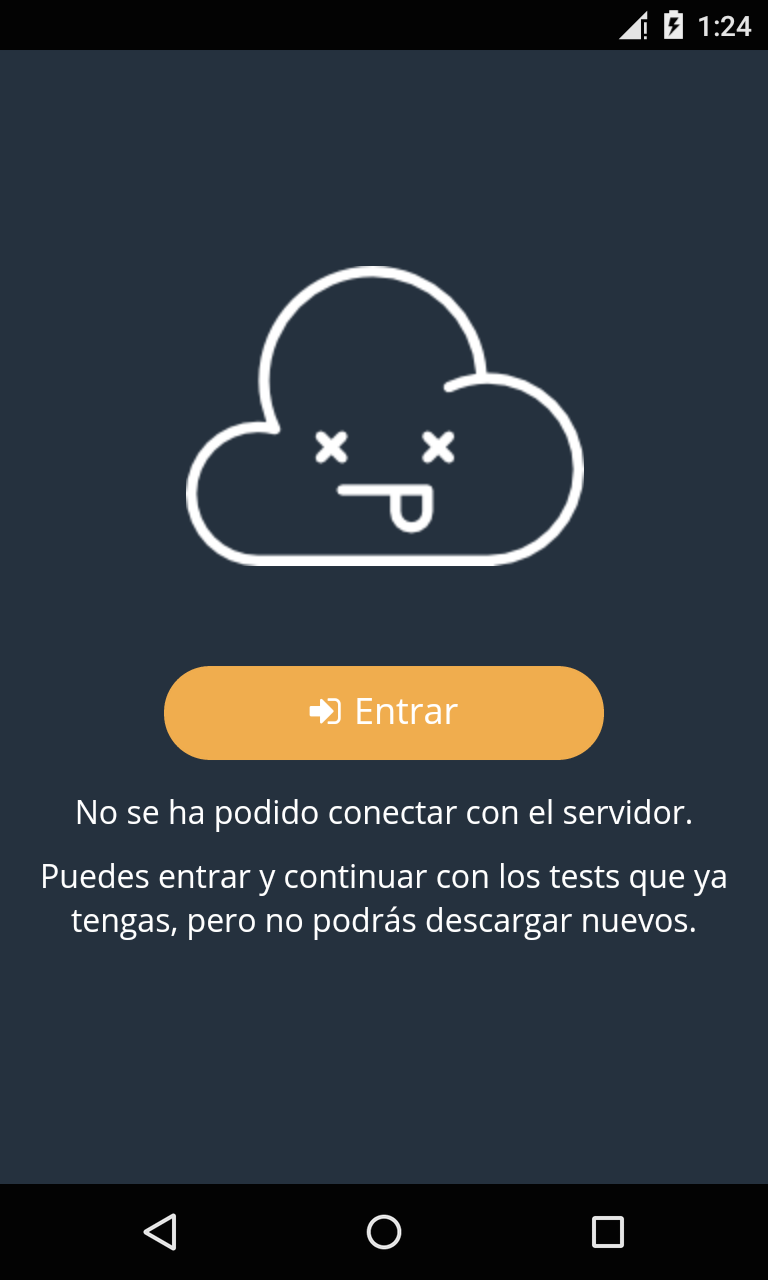 1:24
Entrar
No se ha podido conectar con el servidor.
Puedes entrar y continuar con los tests que ya
tengas, pero no podrás descargar nuevos.